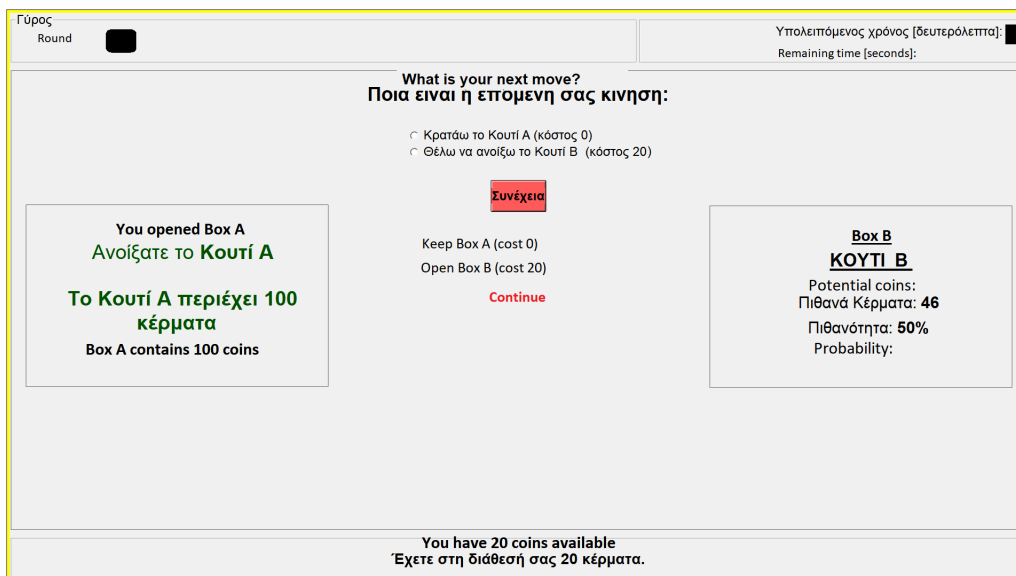 Γύρος
Round
Υπολειπόμενος χρόνος [δευτερόλεπτα]:
Remaining time [seconds]:
What is your next move?
Ποια ειναι η επομενη σας κινηση:
Κρατάω το Κουτί Α (κόστος 0)
Θέλω να ανοίξω το Κουτί Β (κόστος 20)
Συνέχεια
You opened Box A
Ανοίξατε το Κουτί Α
Το Κουτί Α περιέχει 100
κέρματα
Box A contains 100 coins
Keep Box A (cost 0)
Open Box B (cost 20)
Continue
Box B
ΚΟΥΤΙ Β
Potential coins:
Πιθανά Κέρματα: 46
Πιθανότητα: 50%
Probability:
You have 20 coins available
Έχετε στη διάθεσή σας 20 κέρματα.